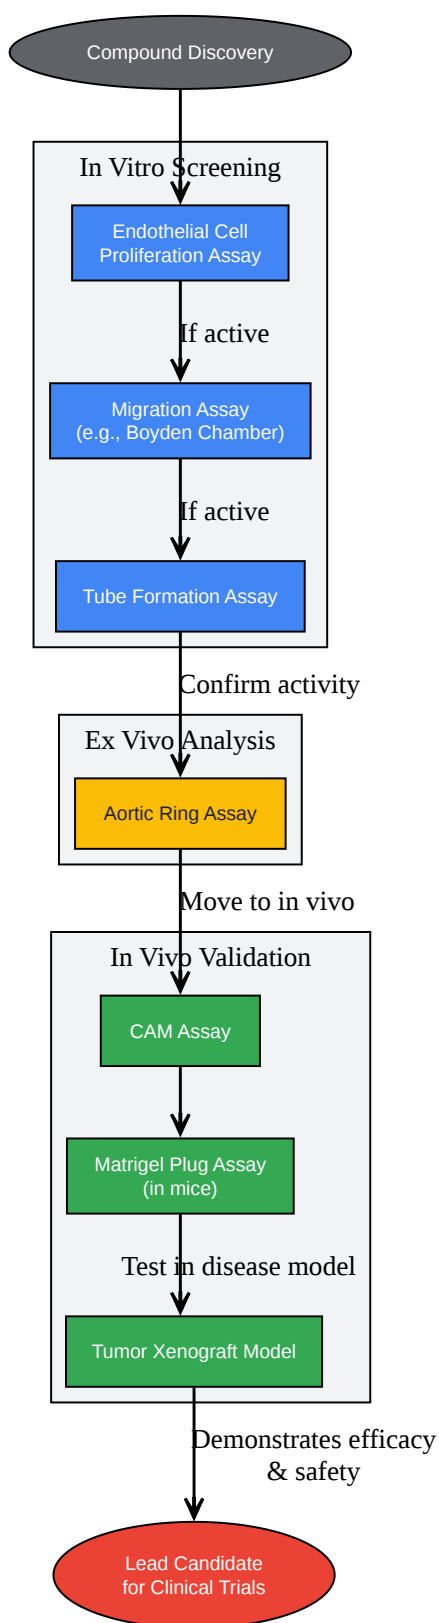 Compound Discovery
In Vitro Screening
Endothelial Cell
Proliferation Assay
If active
Migration Assay
(e.g., Boyden Chamber)
If active
Tube Formation Assay
Confirm activity
Ex Vivo Analysis
Aortic Ring Assay
Move to in vivo
In Vivo Validation
CAM Assay
Matrigel Plug Assay
(in mice)
Test in disease model
Tumor Xenograft Model
Demonstrates efficacy
& safety
Lead Candidate
for Clinical Trials